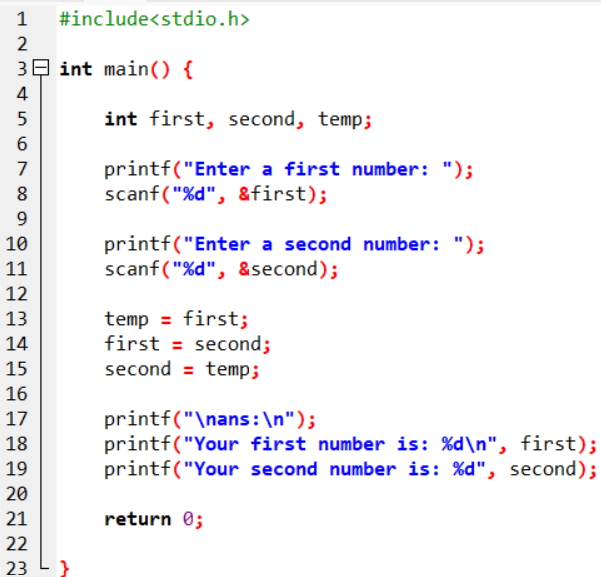 1 #include<stdio.h>
2
3 int main() {
4
5 int first, second, temp;
6
7 printf("Enter a first number: ");
8 scanf("%d", &first);
9
10 printf("Enter a second number: ");
11 scanf("%d", &second);
12
13 temp = first;
14 first = second;
15 second = temp;
16
17 printf("\nans:\n");
18 printf("Your first number is: %d\n", first);
19 printf("Your second number is: %d", second);
20
21 return 0;
22
23 }